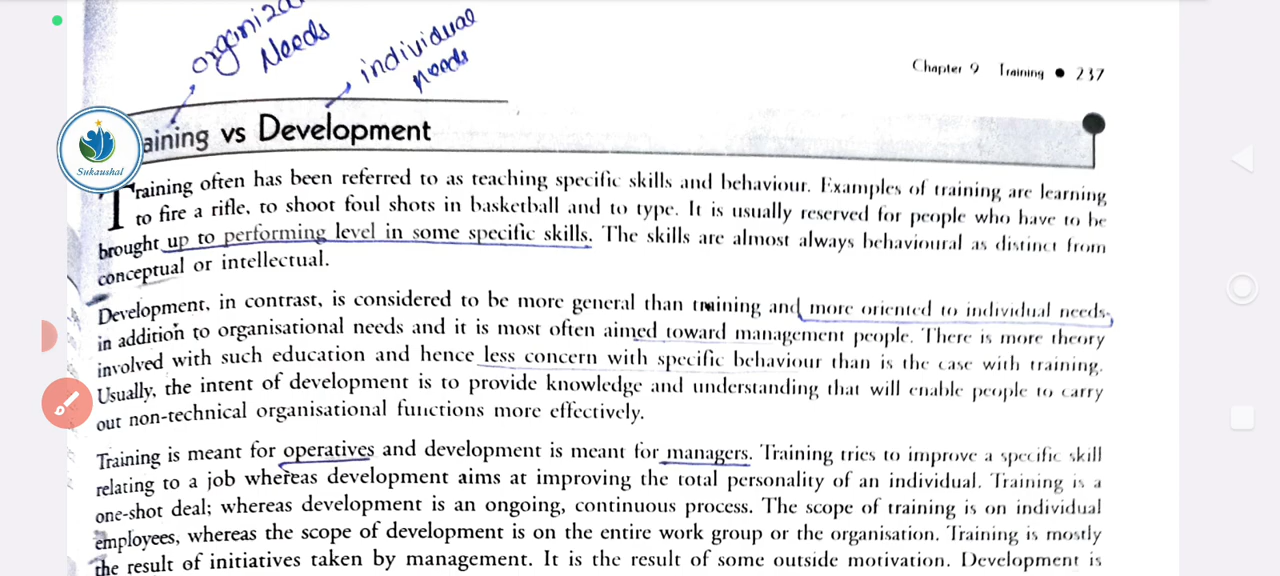 organiza
Needs
individual
needs
Chapter 9 Training ● 237
aining vs Development
Sukaushal
Training often has been referred to as teaching specific skills and behaviour. Examples of training are learning
to fire a rifle, to shoot foul shots in basketball and to type. It is usually reserved for people who have to be
brought up to performing level in some specific skills. The skills are almost always behavioural as distinct from
conceptual or intellectual.
Development, in contrast, is considered to be more general than training and more oriented to individual needs,
in addition to organisational needs and it is most often aimed toward management people. There is more theory
involved with such education and hence less concern with specific behaviour than is the case with training.
Usually, the intent of development is to provide knowledge and understanding that will enable people to carry
out non-technical organisational functions more effectively.
Training is meant for operatives and development is meant for managers. Training tries to improve a specific skill
relating to a job whereas development aims at improving the total personality of an individual. Training is a
one-shot deal; whereas development is an ongoing, continuous process. The scope of training is on individual
employees, whereas the scope of development is on the entire work group or the organisation. Training is mostly
the result of initiatives taken by management. It is the result of some outside motivation. Development is